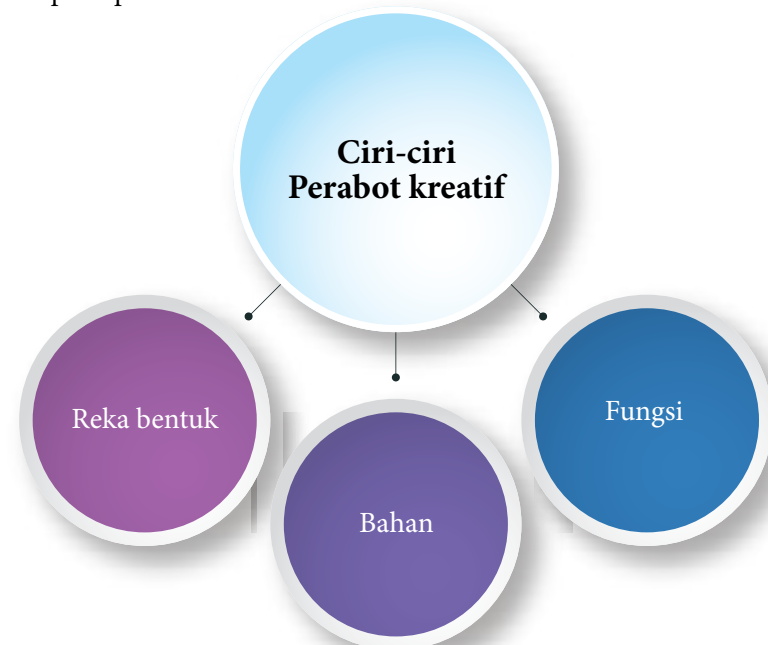 Ciri-ciri
Perabot kreatif
Reka bentuk
Bahan
Fungsi